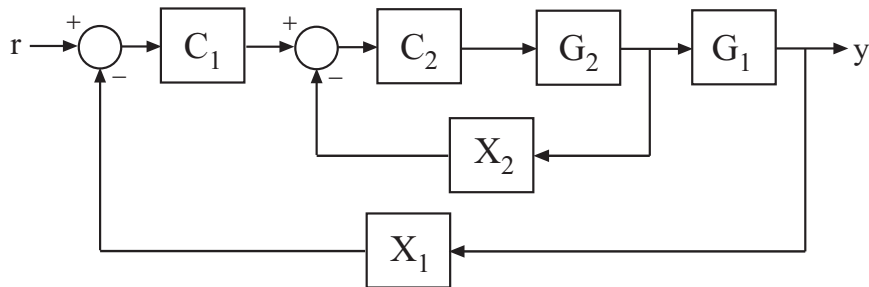 r
+
−
C₁
+
−
C₂
G₂
G₁
y
X₂
X₁